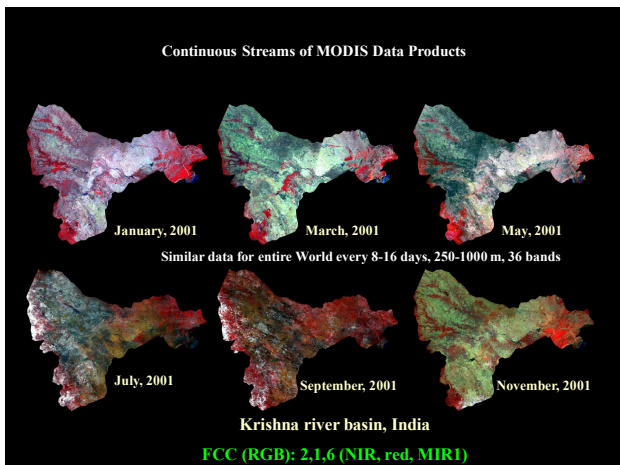 Continuous Streams of MODIS Data Products
January, 2001
March, 2001
May, 2001
Similar data for entire World every 8-16 days, 250-1000 m, 36 bands
July, 2001
September, 2001
November, 2001
Krishna river basin, India
FCC (RGB): 2,1,6 (NIR, red, MIR1)